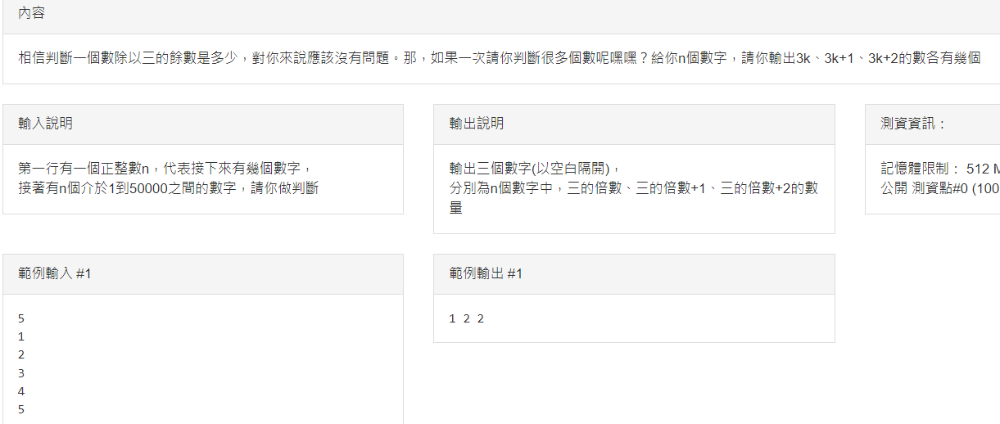 內容
相信判斷一個數除以三的餘數是多少，對你來說應該沒有問題。那，如果一次請你判斷很多個數呢嘿嘿？給你n個數字，請你輸出3k、3k+1、3k+2的數各有幾個
輸入說明
第一行有一個正整數n，代表接下來有幾個數字，
接著有n個介於1到50000之間的數字，請你做判斷
輸出說明
輸出三個數字(以空白隔開)，
分別為n個數字中，三的倍數、三的倍數+1、三的倍數+2的數
量
測資資訊：
記憶體限制： 512 M
公開 測資點#0 (100
範例輸入 #1
5
1
2
3
4
5
範例輸出 #1
1 2 2